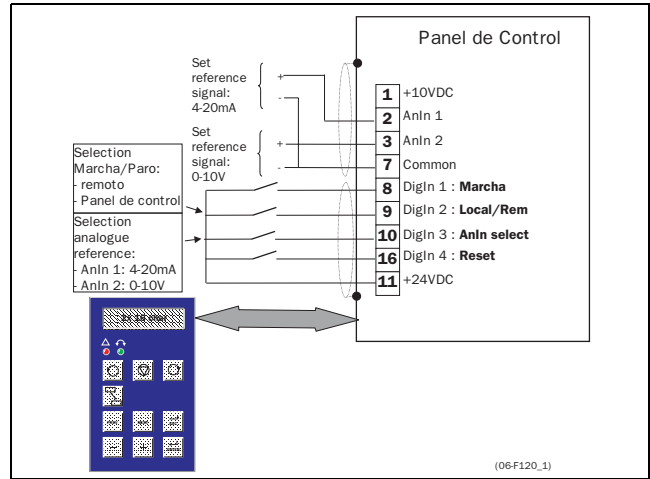 Panel de Control
Set
reference
signal:
4-20mA
+
-
Set
reference
signal:
0-10V
+
-
1 +10VDC
2 AnIn 1
3 AnIn 2
7 Common
8 DigIn 1 : Marcha
9 DigIn 2 : Local/Rem
10 DigIn 3 : AnIn select
16 DigIn 4 : Reset
11 +24VDC
Selection
Marcha/Paro:
- remoto
- Panel de control
Selection
analogue
reference:
- AnIn 1: 4-20mA
- AnIn 2: 0-10V
2x 16 char
- +
(06-F120_1)